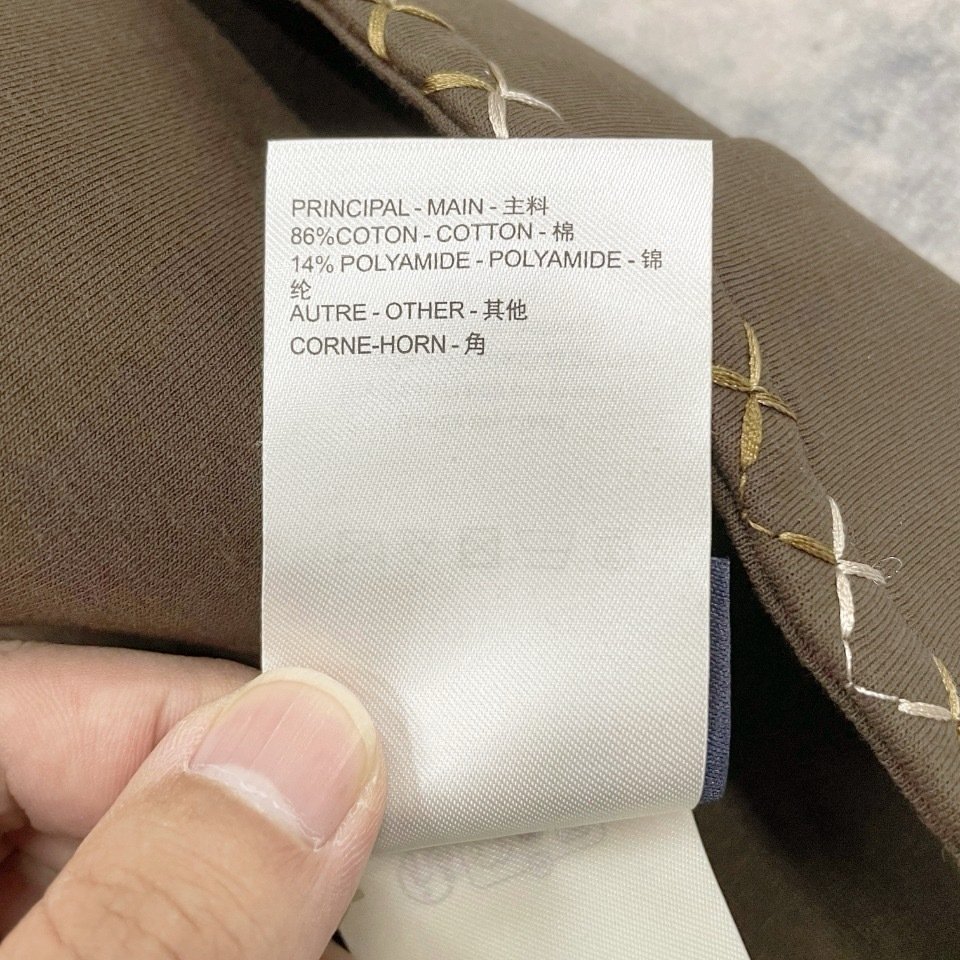 PRINCIPAL - MAIN - 主料
86%COTON - COTTON - 棉
14% POLYAMIDE - POLYAMIDE - 锦
纶
AUTRE - OTHER - 其他
CORNE-HORN - 角